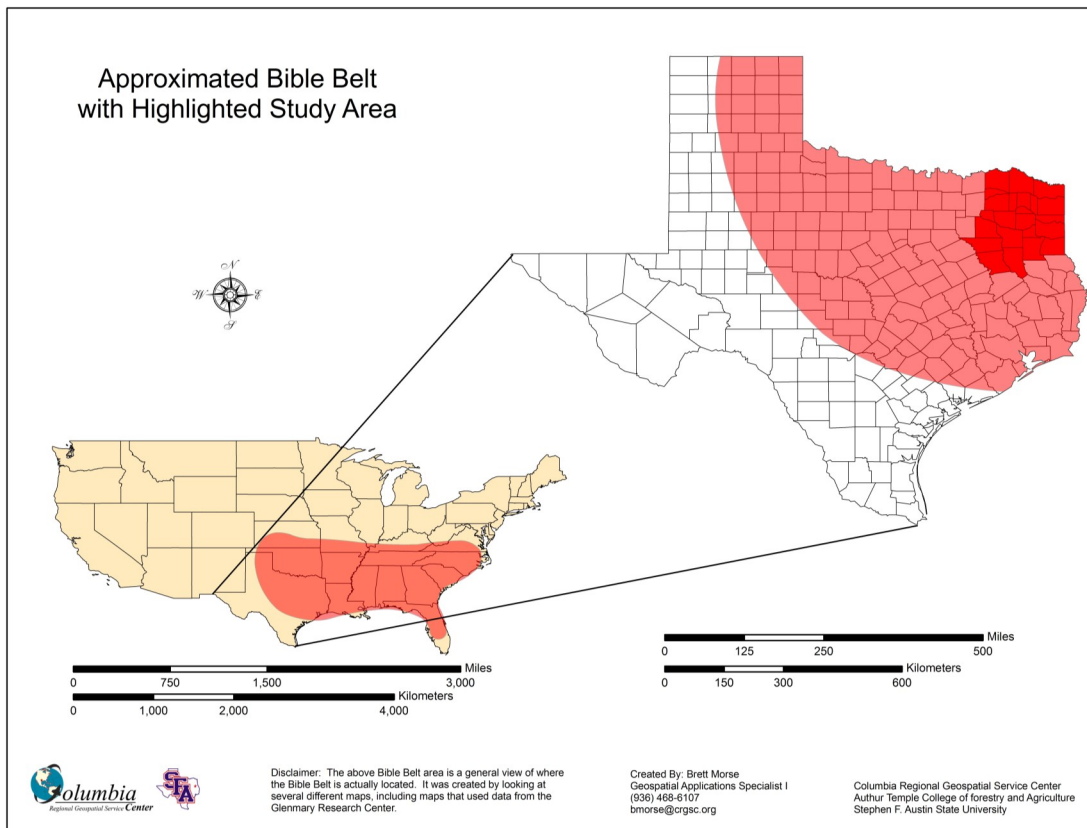 Approximated Bible Belt
with Highlighted Study Area
N
W E
S
Miles
0 750 1,500 3,000
Kilometers
0 1,000 2,000 4,000
Miles
0 125 250 500
Kilometers
0 150 300 600
Columbia
Regional Geospatial Service Center
SFA
Disclaimer: The above Bible Belt area is a general view of where
the Bible Belt is actually located. It was created by looking at
several different maps, including maps that used data from the
Glenmary Research Center.
Created By: Brett Morse
Geospatial Applications Specialist I
(936) 468-6107
bmorse@crgsc.org
Columbia Regional Geospatial Service Center
Authur Temple College of forestry and Agriculture
Stephen F. Austin State University